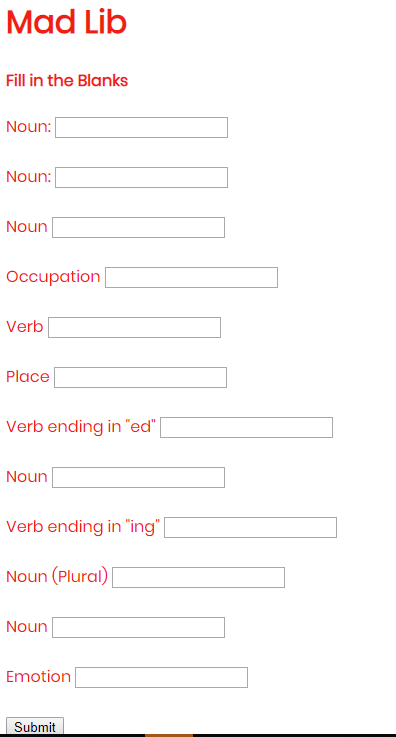 Mad Lib
Fill in the Blanks
Noun:
Noun:
Noun
Occupation
Verb
Place
Verb ending in "ed"
Noun
Verb ending in "ing"
Noun (Plural)
Noun
Emotion
Submit